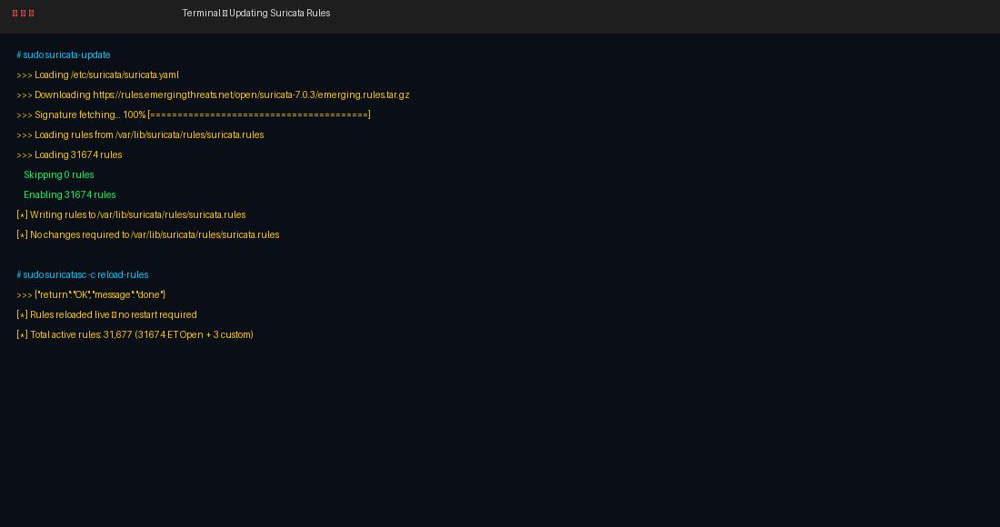 Terminal Updating Suricata Rules
# sudo suricata-update
>>> Loading /etc/suricata/suricata.yaml
>>> Downloading https://rules.emergingthreats.net/open/suricata-7.0.3/emerging.rules.tar.gz
>>> Signature fetching... 100% [========================================]
>>> Loading rules from /var/lib/suricata/rules/suricata.rules
>>> Loading 31674 rules
Skipping 0 rules
Enabling 31674 rules
[*] Writing rules to /var/lib/suricata/rules/suricata.rules
[*] No changes required to /var/lib/suricata/rules/suricata.rules
# sudo suricatasc -c reload-rules
>>> {"return":"OK","message":"done"}
[*] Rules reloaded live no restart required
[*] Total active rules: 31,677 (31674 ET Open + 3 custom)